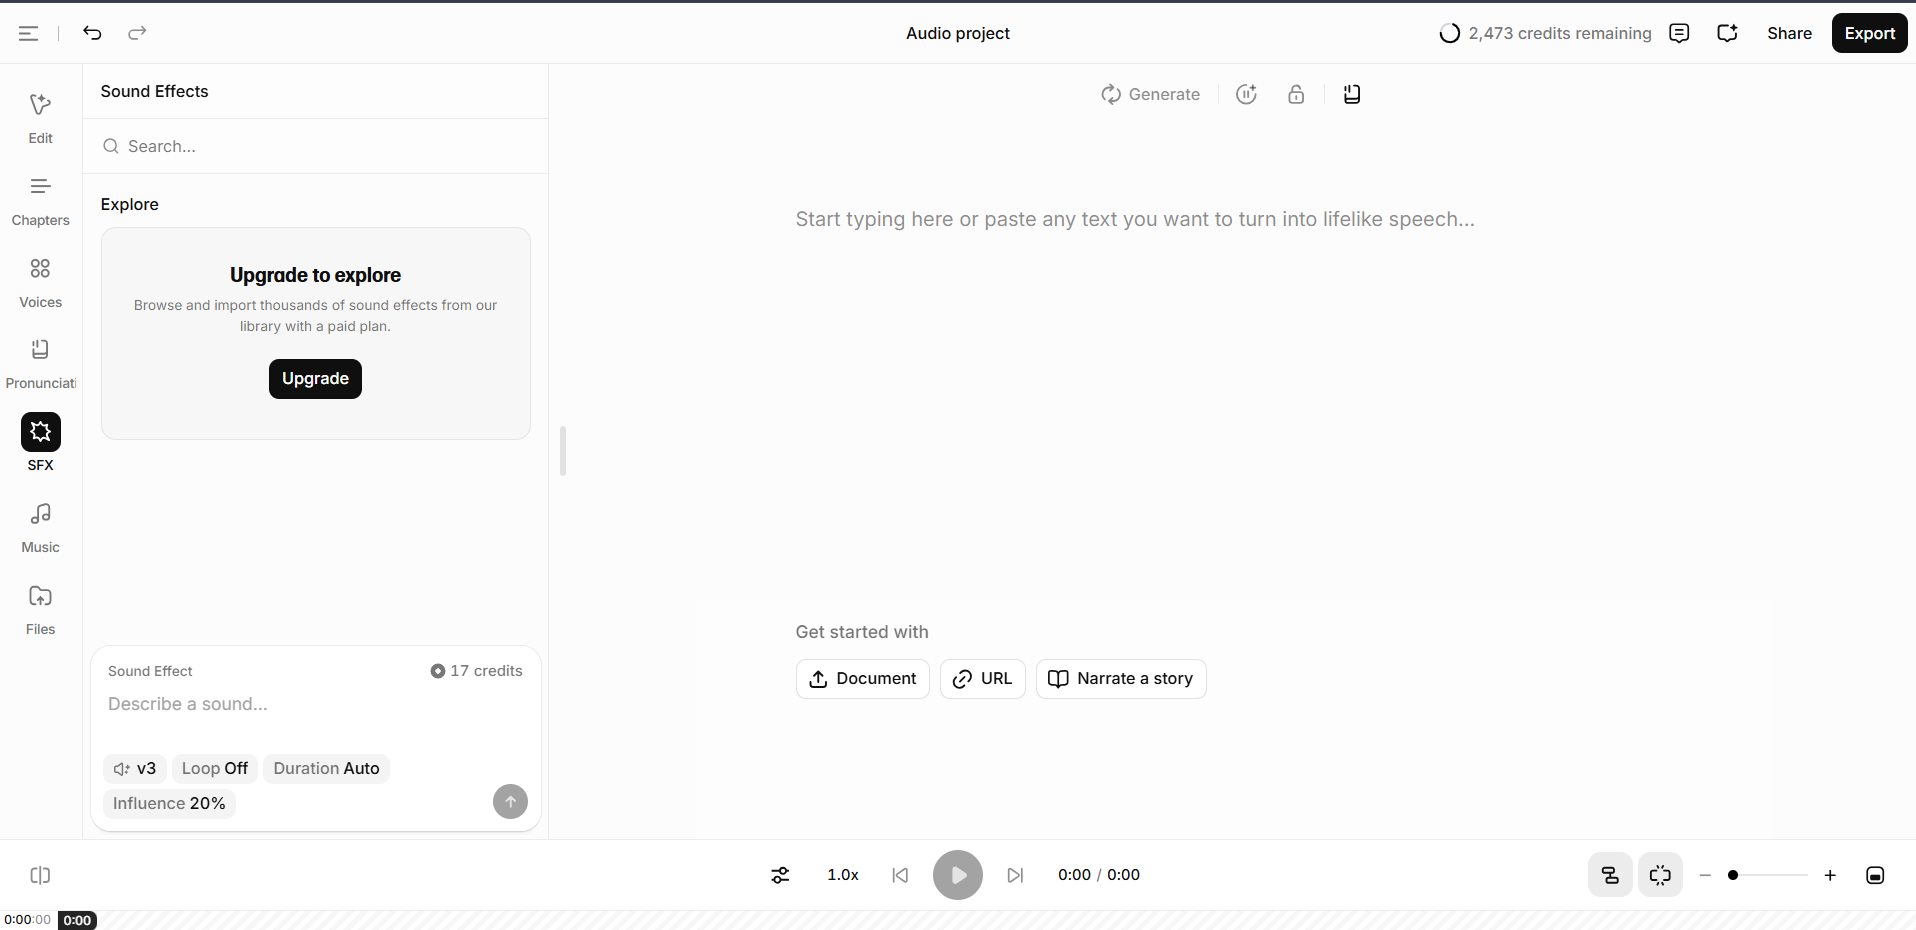 Audio project
2,473 credits remaining
Share
Export
Edit
Chapters
Voices
Pronunciati
SFX
Music
Files
Sound Effects
Search...
Explore
Upgrade to explore
Browse and import thousands of sound effects from our
library with a paid plan.
Upgrade
Sound Effect
17 credits
Describe a sound...
v3
Loop Off
Duration Auto
Influence 20%
Generate
Start typing here or paste any text you want to turn into lifelike speech...
Get started with
Document
URL
Narrate a story
1.0x
0:00 / 0:00
0:00:00
0:00